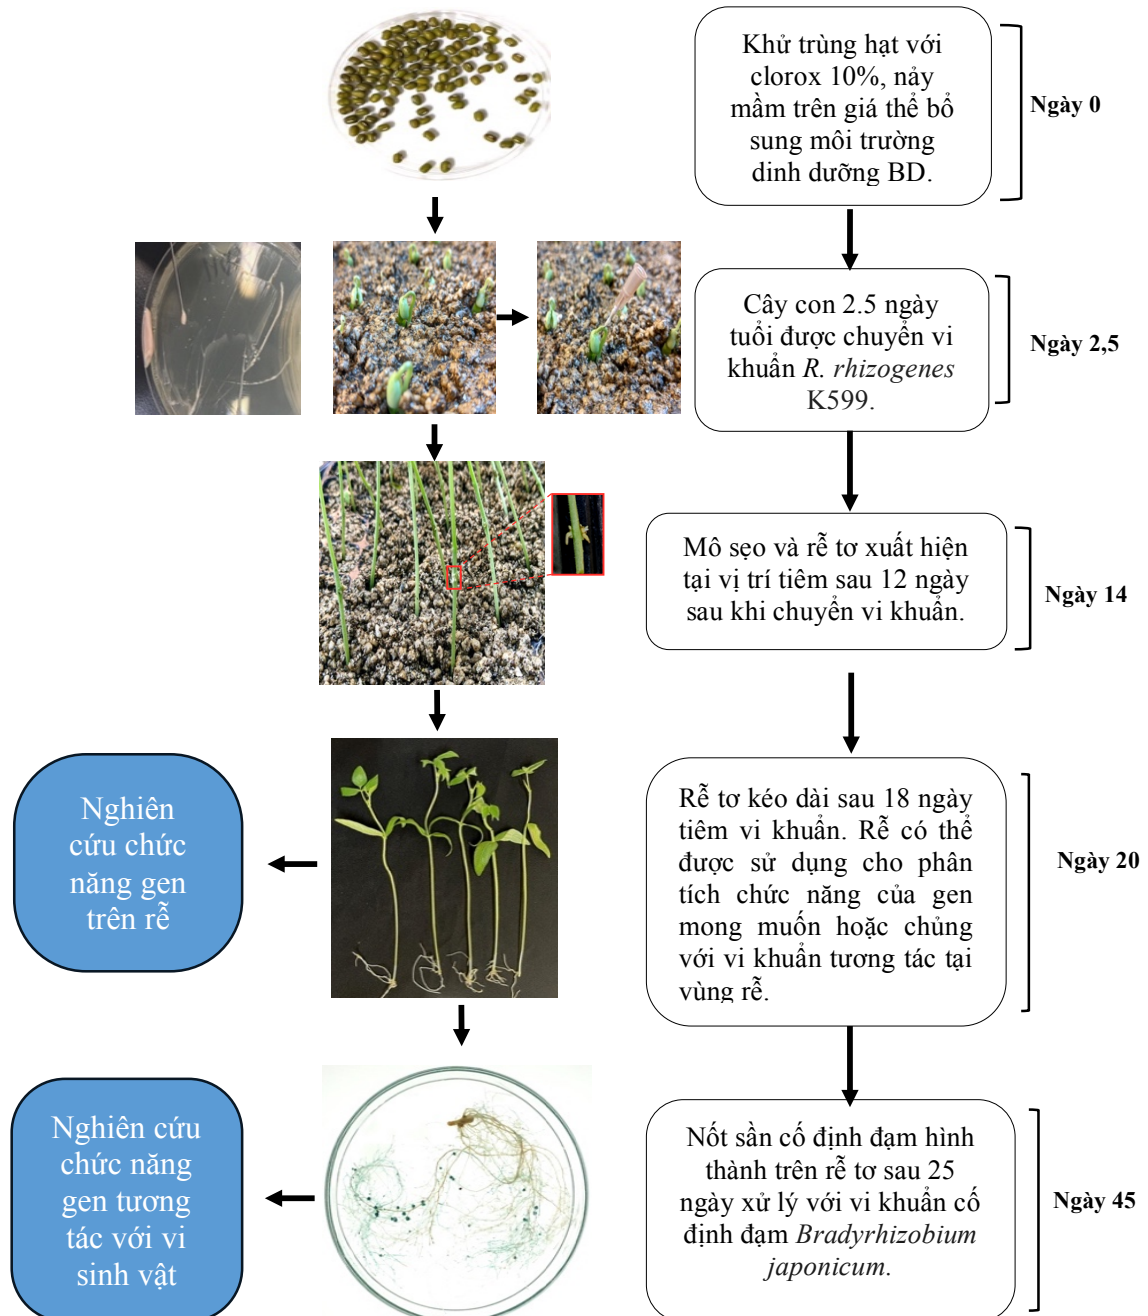 Khử trùng hạt với
clorox 10%, nảy
mầm trên giá thể bổ
sung môi trường
dinh dưỡng BD.
Ngày 0
Cây con 2.5 ngày
tuổi được chuyển vi
khuẩn R. rhizogenes
K599.
Ngày 2,5
Mô sẹo và rễ tơ xuất hiện
tại vị trí tiêm sau 12 ngày
sau khi chuyển vi khuẩn.
Ngày 14
Nghiên
cứu chức
năng gen
trên rễ
Rễ tơ kéo dài sau 18 ngày
tiêm vi khuẩn. Rễ có thể
được sử dụng cho phân
tích chức năng của gen
mong muốn hoặc chủng
với vi khuẩn tương tác tại
vùng rễ.
Ngày 20
Nghiên cứu
chức năng
gen tương
tác với vi
sinh vật
Nốt sần cố định đạm hình
thành trên rễ tơ sau 25
ngày xử lý với vi khuẩn cố
định đạm Bradyrhizobium
japonicum.
Ngày 45